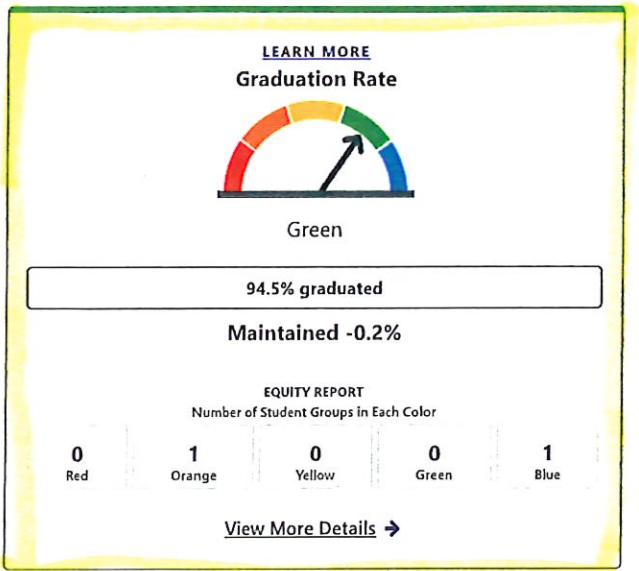 LEARN MORE
Graduation Rate
Green
94.5% graduated
Maintained -0.2%
EQUITY REPORT
Number of Student Groups in Each Color
0 1 0 0 1
Red Orange Yellow Green Blue
View More Details →